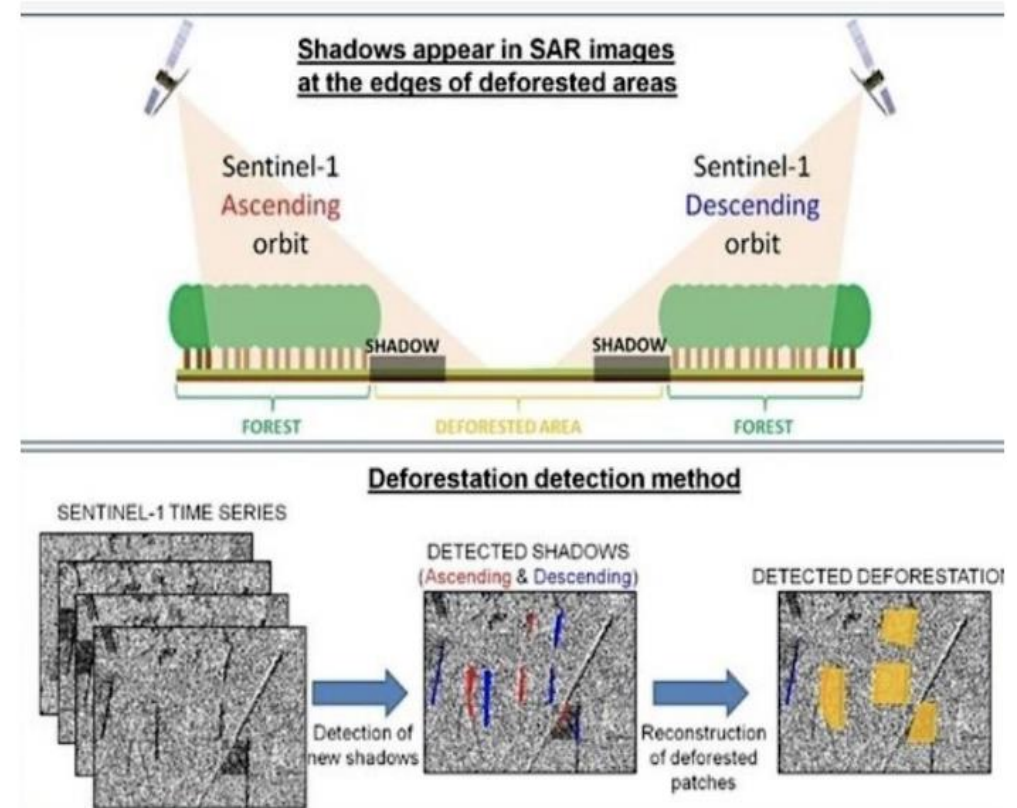 Shadows appear in SAR images
at the edges of deforested areas
Sentinel-1
Ascending
orbit
Sentinel-1
Descending
orbit
SHADOW
SHADOW
FOREST
DEFORESTED AREA
FOREST
Deforestation detection method
SENTINEL-1 TIME SERIES
DETECTED SHADOWS
(Ascending & Descending)
DETECTED DEFORESTATION
Detection of
new shadows
Reconstruction
of deforested
patches